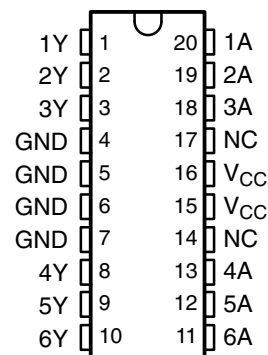 1Y 1 20 1A
2Y 2 19 2A
3Y 3 18 3A
GND 4 17 NC
GND 5 16 VCC
GND 6 15 VCC
GND 7 14 NC
4Y 8 13 4A
5Y 9 12 5A
6Y 10 11 6A